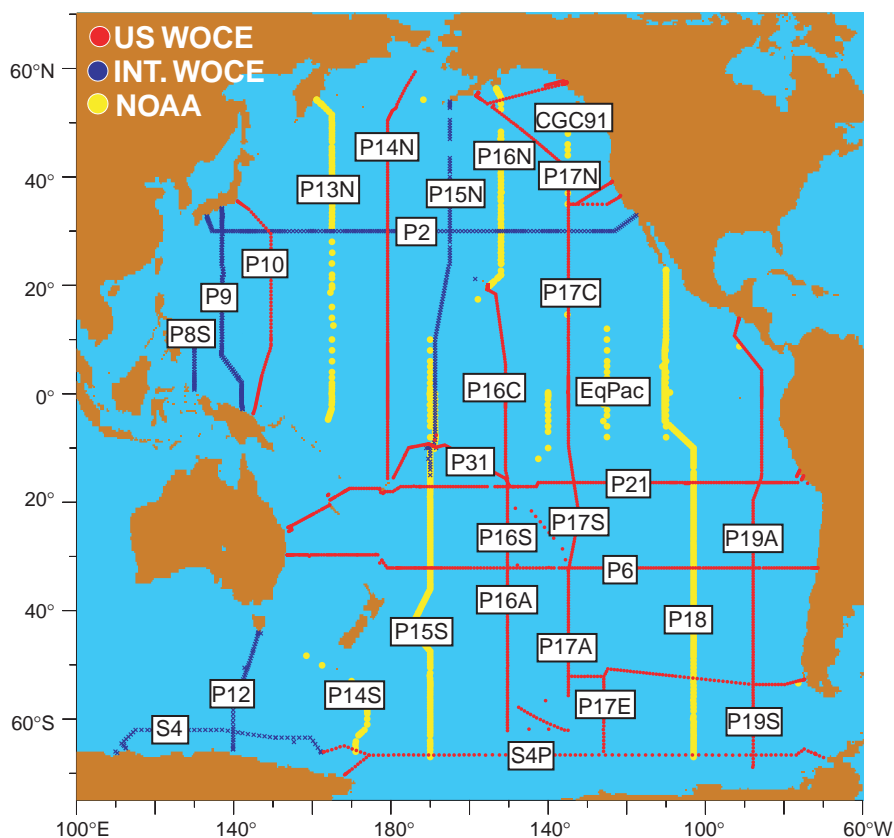 US WOCE
INT. WOCE
NOAA
60°N
40°
20°
0°
20°
40°
60°S
100°E
140°
180°
140°
100°
60°W
CGC91
P14N
P16N
P17N
P13N
P15N
P2
P10
P9
P17C
P8S
P16C
EqPac
P31
P21
P17S
P16S
P19A
P6
P16A
P18
P15S
P17A
P12
P14S
P17E
P19S
S4
S4P